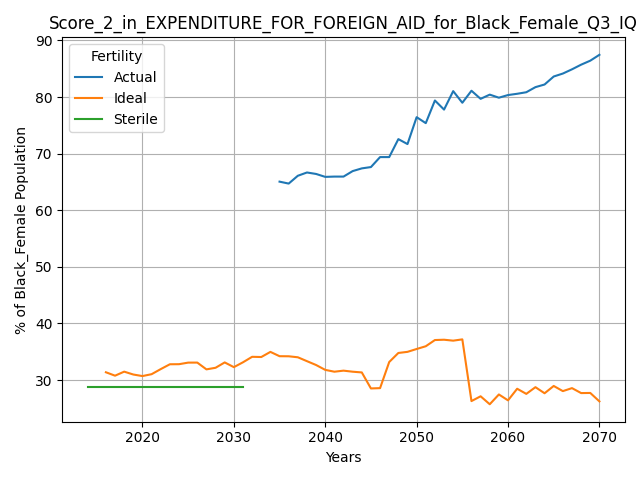 Score_2_in_EXPENDITURE_FOR_FOREIGN_AID_for_Black_Female_Q3_IQ
Fertility
Actual
Ideal
Sterile
% of Black_Female Population
90
80
70
60
50
40
30
2020 2030 2040 2050 2060 2070
Years